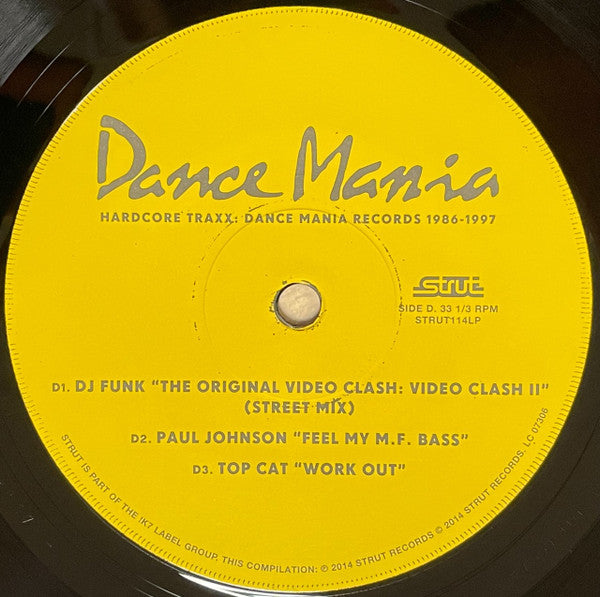 Dance Mania
HARDCORE TRAXX: DANCE MANIA RECORDS 1986-1997
strut
SIDE D. 33 1/3 RPM
STRUT114LP
D1. DJ FUNK “THE ORIGINAL VIDEO CLASH: VIDEO CLASH II”
(STREET MIX)
D2. PAUL JOHNSON “FEEL MY M.F. BASS”
D3. TOP CAT “WORK OUT”
STRUT IS PART OF THE !K7 LABEL GROUP. THIS COMPILATION: ℗ 2014 STRUT RECORDS © 2014 STRUT RECORDS. LC 07306